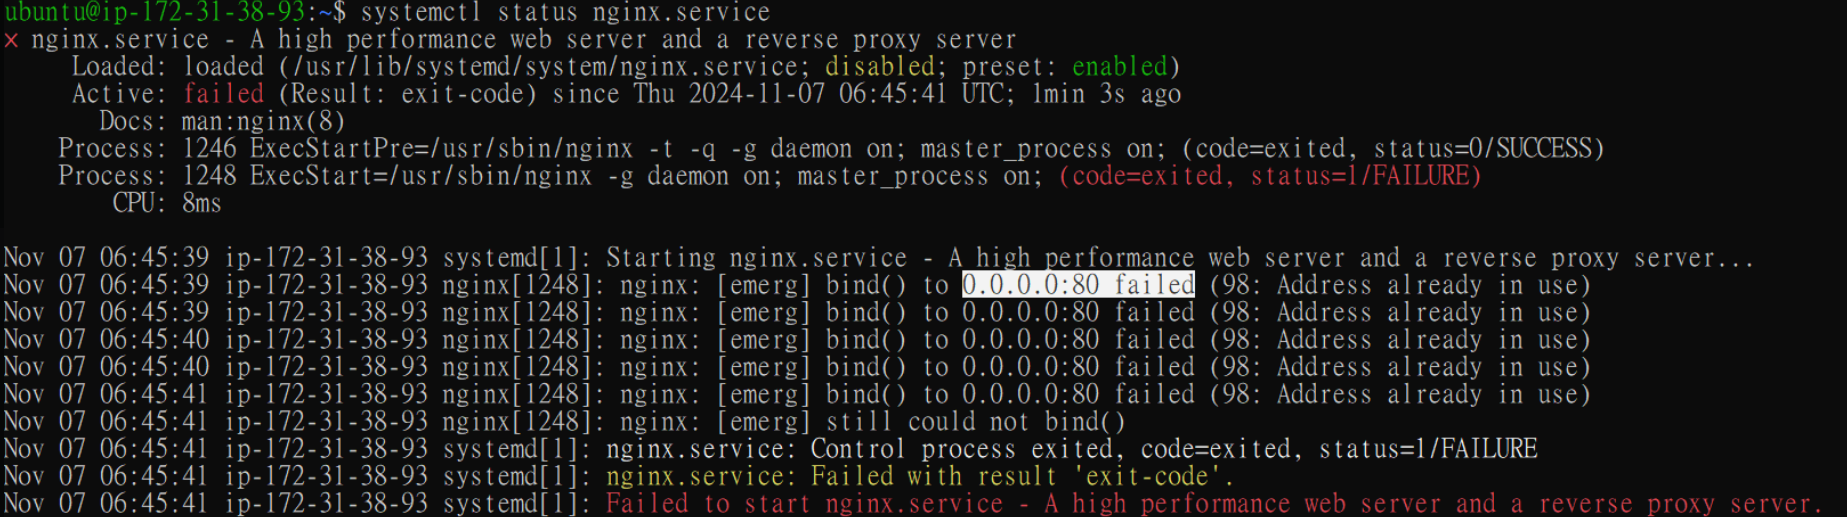 ubuntu@ip-172-31-38-93:~$ systemctl status nginx.service
× nginx.service - A high performance web server and a reverse proxy server
Loaded: loaded (/usr/lib/systemd/system/nginx.service; disabled; preset: enabled)
Active: failed (Result: exit-code) since Thu 2024-11-07 06:45:41 UTC; 1min 3s ago
Docs: man:nginx(8)
Process: 1246 ExecStartPre=/usr/sbin/nginx -t -q -g daemon on; master_process on; (code=exited, status=0/SUCCESS)
Process: 1248 ExecStart=/usr/sbin/nginx -g daemon on; master_process on; (code=exited, status=1/FAILURE)
CPU: 8ms
Nov 07 06:45:39 ip-172-31-38-93 systemd[1]: Starting nginx.service - A high performance web server and a reverse proxy server...
Nov 07 06:45:39 ip-172-31-38-93 nginx[1248]: nginx: [emerg] bind() to 0.0.0.0:80 failed (98: Address already in use)
Nov 07 06:45:39 ip-172-31-38-93 nginx[1248]: nginx: [emerg] bind() to 0.0.0.0:80 failed (98: Address already in use)
Nov 07 06:45:40 ip-172-31-38-93 nginx[1248]: nginx: [emerg] bind() to 0.0.0.0:80 failed (98: Address already in use)
Nov 07 06:45:40 ip-172-31-38-93 nginx[1248]: nginx: [emerg] bind() to 0.0.0.0:80 failed (98: Address already in use)
Nov 07 06:45:41 ip-172-31-38-93 nginx[1248]: nginx: [emerg] bind() to 0.0.0.0:80 failed (98: Address already in use)
Nov 07 06:45:41 ip-172-31-38-93 nginx[1248]: nginx: [emerg] still could not bind()
Nov 07 06:45:41 ip-172-31-38-93 systemd[1]: nginx.service: Control process exited, code=exited, status=1/FAILURE
Nov 07 06:45:41 ip-172-31-38-93 systemd[1]: nginx.service: Failed with result 'exit-code'.
Nov 07 06:45:41 ip-172-31-38-93 systemd[1]: Failed to start nginx.service - A high performance web server and a reverse proxy server.